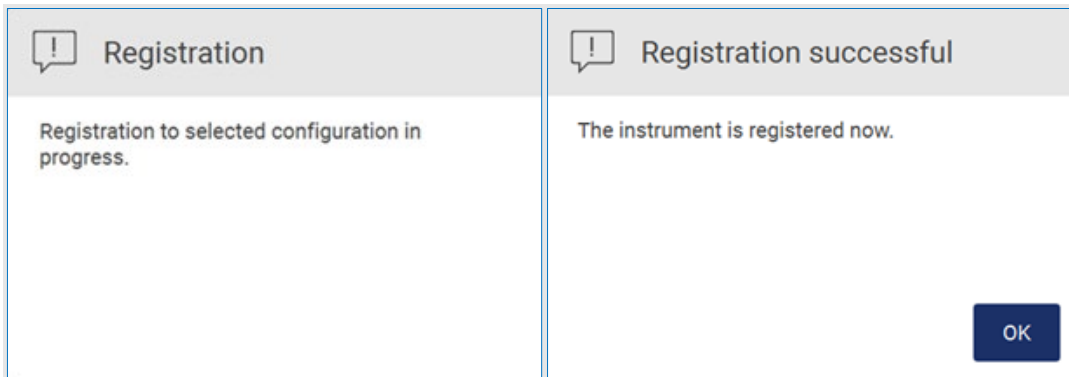 Registration
Registration to selected configuration in
progress.
Registration successful
The instrument is registered now.
OK